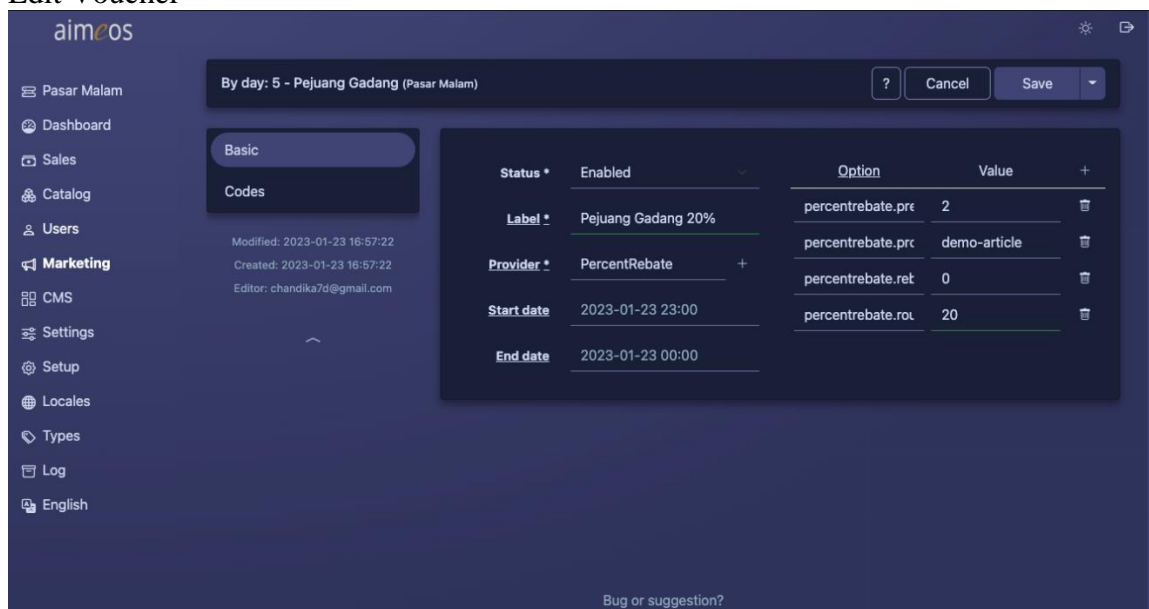 Edit Voucher
aimeos
Pasar Malam
Dashboard
Sales
Catalog
Users
Marketing
CMS
Settings
Setup
Locales
Types
Log
English
By day: 5 - Pejuang Gadang (Pasar Malam)
?
Cancel
Save
Basic
Codes
Modified: 2023-01-23 16:57:22
Created: 2023-01-23 16:57:22
Editor: chandika7d@gmail.com
Status * Enabled
Label * Pejuang Gadang 20%
Provider * PercentRebate +
Start date 2023-01-23 23:00
End date 2023-01-23 00:00
Option Value +
percentrebate.pre 2
percentrebate.pro demo-article
percentrebate.reb 0
percentrebate.rou 20
Bug or suggestion?